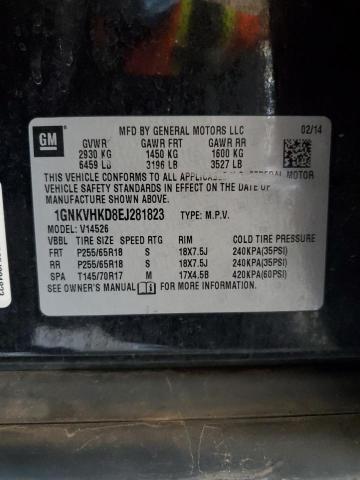 GM
MFD BY GENERAL MOTORS LLC 02/14
GVWR GAWR FRT GAWR RR
2930 KG 1450 KG 1600 KG
6459 LB 3196 LB 3527 LB
THIS VEHICLE CONFORMS TO ALL APPLICABLE U.S. FEDERAL MOTOR
VEHICLE SAFETY STANDARDS IN EFFECT ON THE DATE OF
MANUFACTURE SHOWN ABOVE.
1GNKVHKD8EJ281823 TYPE: M.P.V.
MODEL: V14526
VBBL TIRE SIZE SPEED RTG RIM COLD TIRE PRESSURE
FRT P255/65R18 S 18X7.5J 240KPA(35PSI)
RR P255/65R18 S 18X7.5J 240KPA(35PSI)
SPA T145/70R17 M 17X4.5B 420KPA(60PSI)
SEE OWNER'S MANUAL FOR MORE INFORMATION